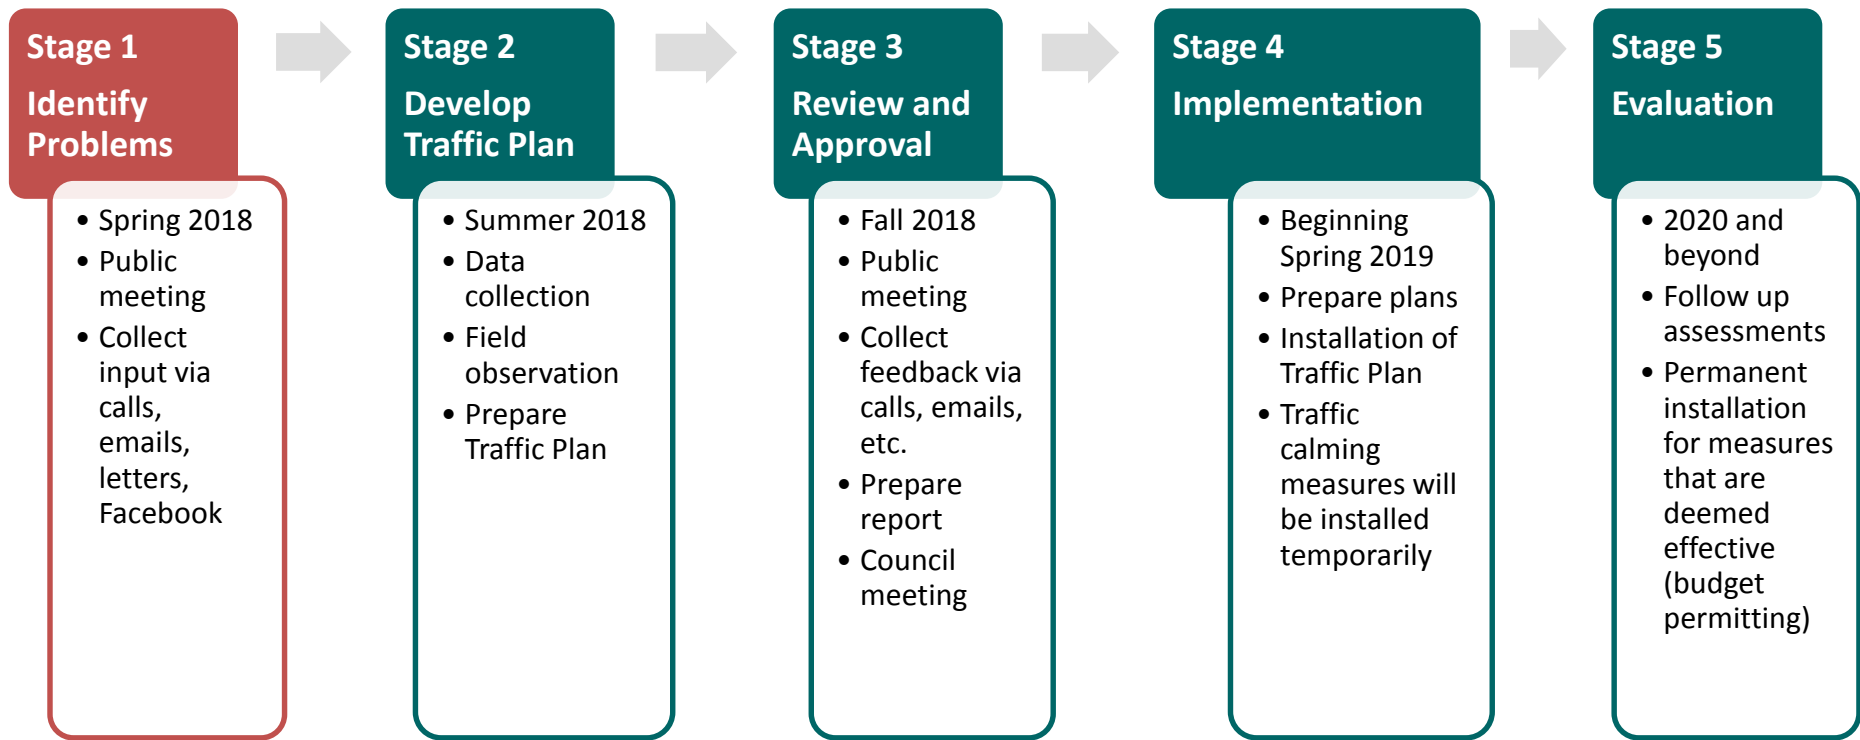 Stage 1
Identify
Problems
• Spring 2018
• Public
meeting
• Collect
input via
calls,
emails,
letters,
Facebook
Stage 2
Develop
Traffic Plan
• Summer 2018
• Data
collection
• Field
observation
• Prepare
Traffic Plan
Stage 3
Review and
Approval
• Fall 2018
• Public
meeting
• Collect
feedback via
calls, emails,
etc.
• Prepare
report
• Council
meeting
Stage 4
Implementation
• Beginning
Spring 2019
• Prepare plans
• Installation of
Traffic Plan
• Traffic
calming
measures will
be installed
temporarily
Stage 5
Evaluation
• 2020 and
beyond
• Follow up
assessments
• Permanent
installation
for measures
that are
deemed
effective
(budget
permitting)